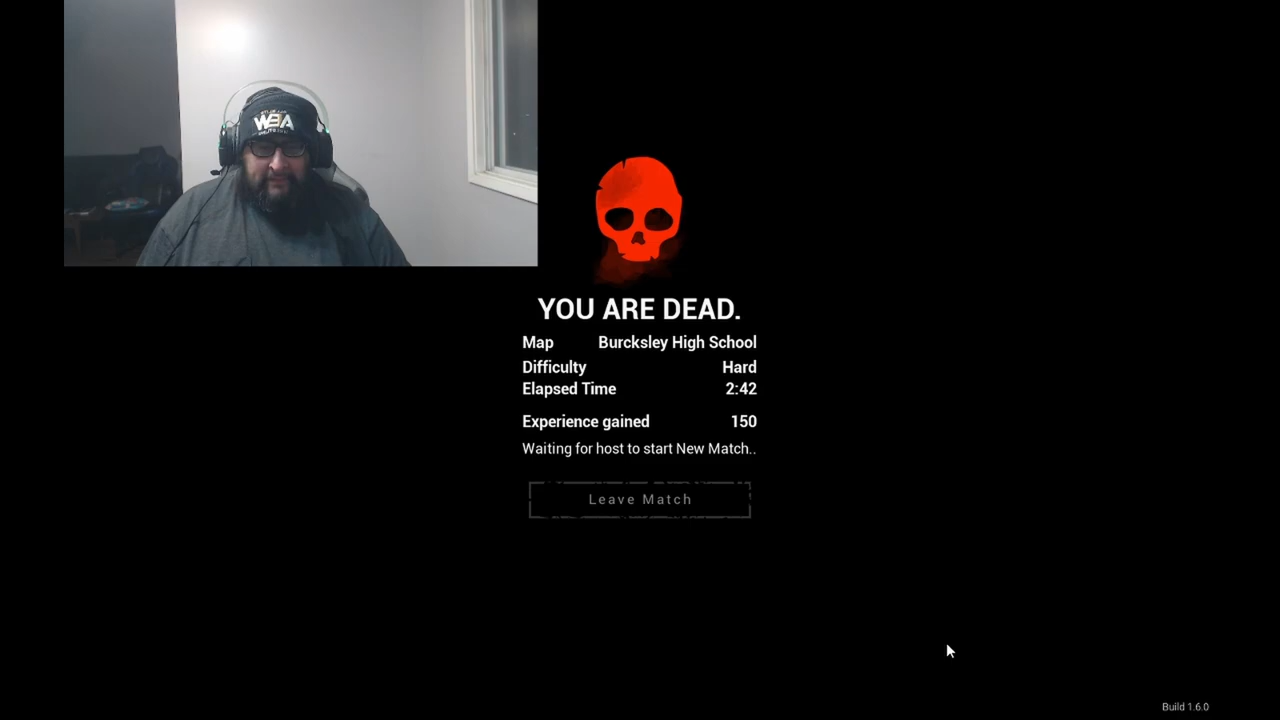 W3A
YOU ARE DEAD.
Map Burcksley High School
Difficulty Hard
Elapsed Time 2:42
Experience gained 150
Waiting for host to start New Match..
Leave Match
Build 1.6.0